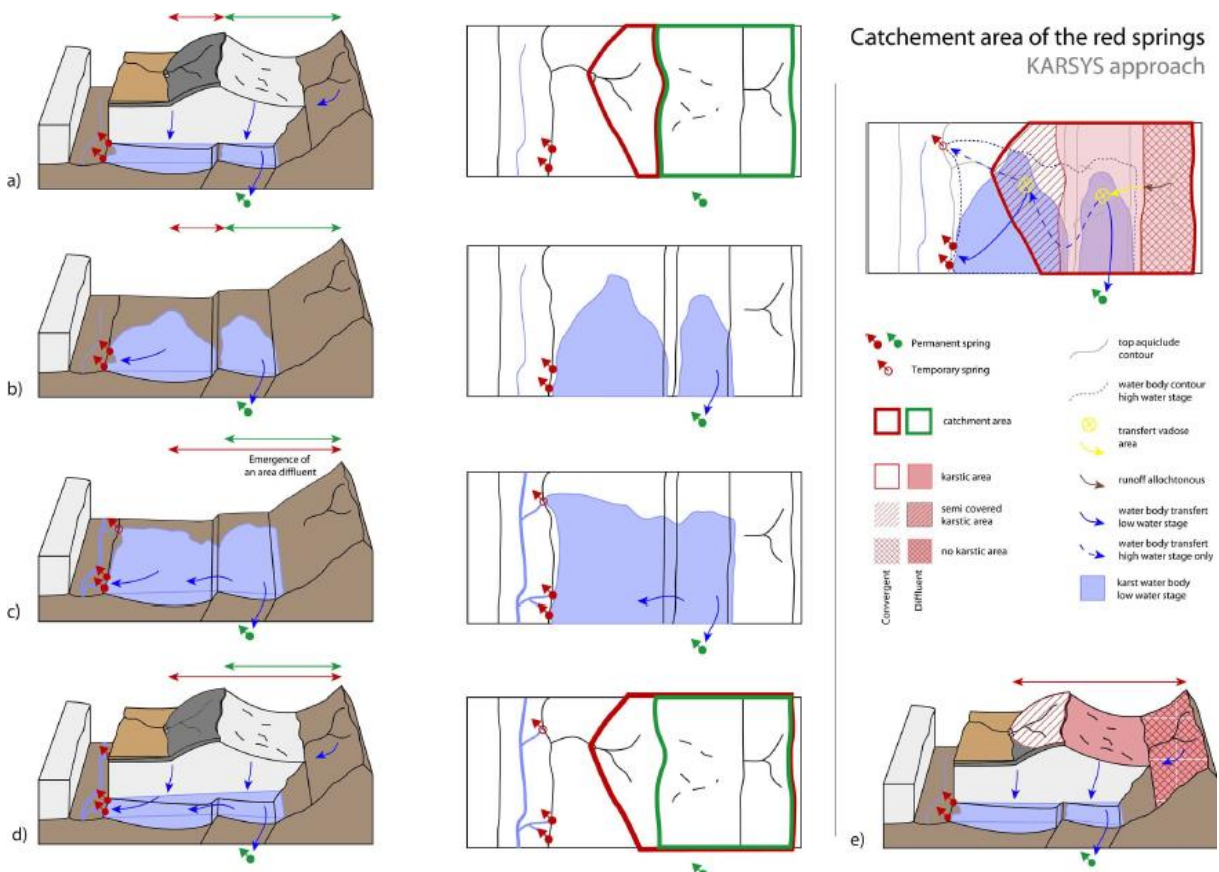 Catchement area of the red springs
KARSYS approach
a)
b)
Emergence of
an area diffluent
c)
d)
Permanent spring
Temporary spring
catchment area
karstic area
semi covered
karstic area
no karstic area
Convergent
Diffluent
top aquiclude
contour
water body contour
high water stage
transfert vadose
area
runoff allochtonous
water body transfert
low water stage
water body transfert
high water stage only
karst water body
low water stage
e)